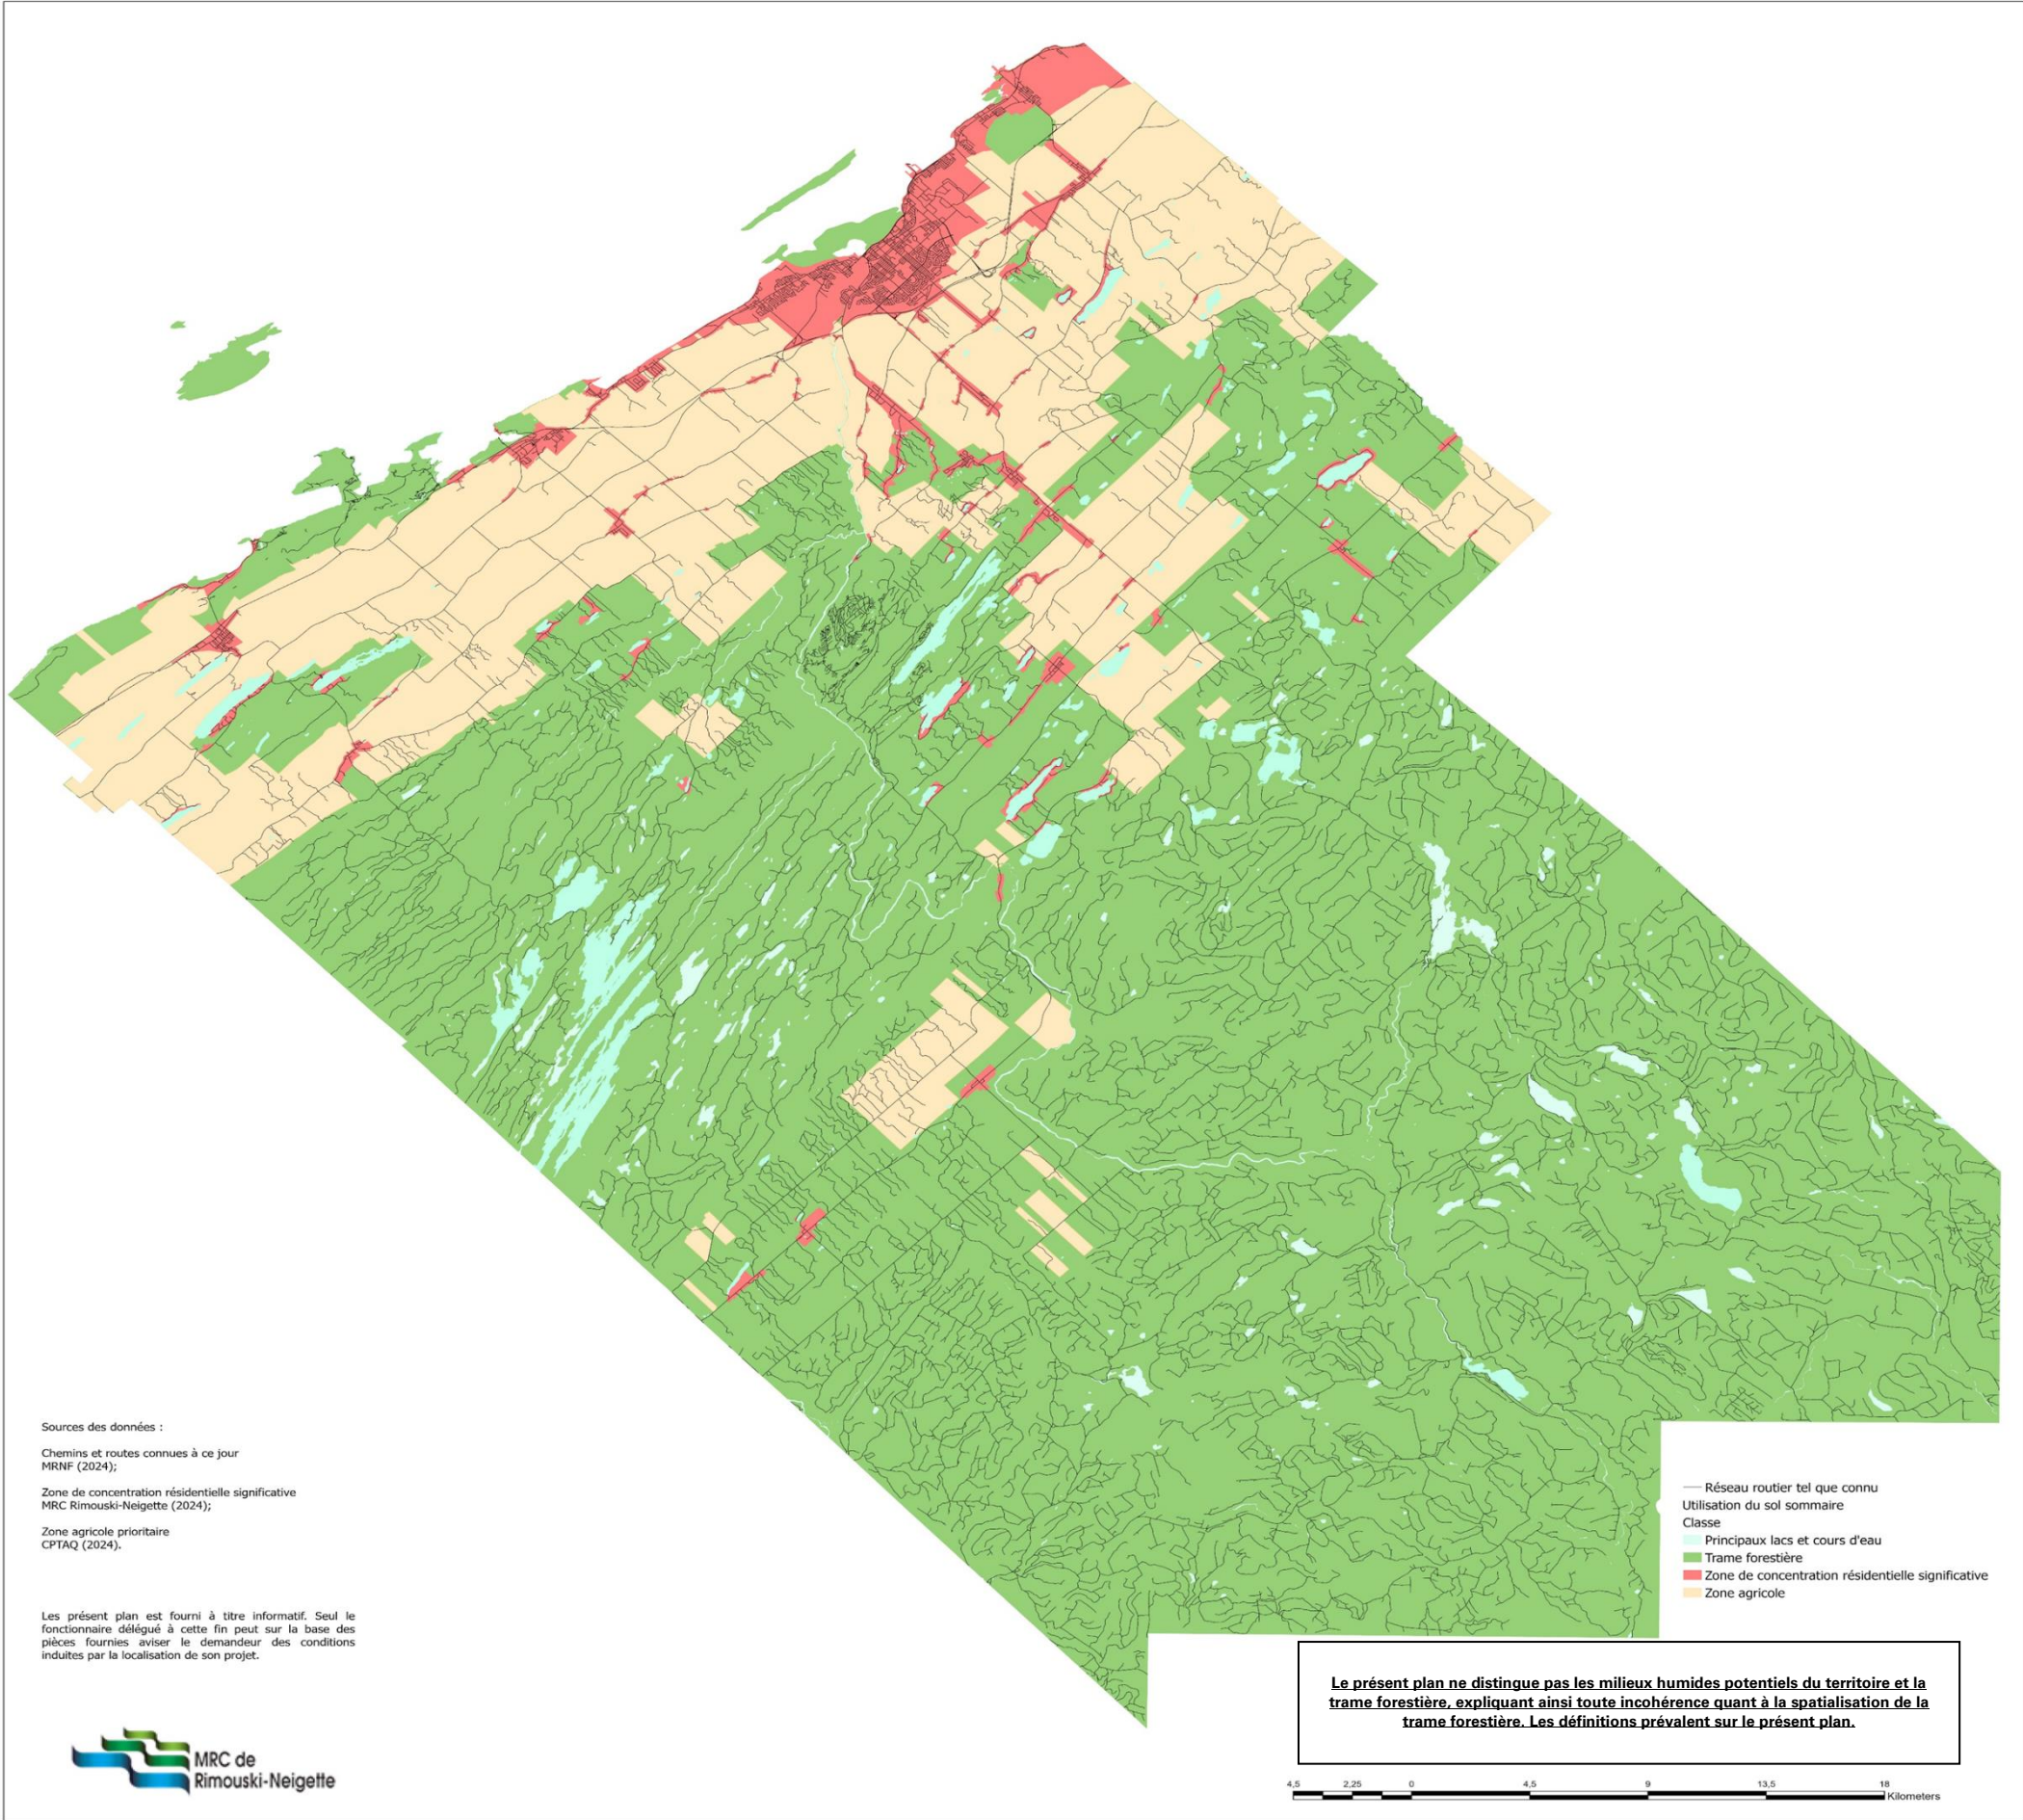 Sources des données :
Chemins et routes connues à ce jour
MRNF (2024);
Zone de concentration résidentielle significative
MRC Rimouski-Neigette (2024);
Zone agricole prioritaire
CPTAQ (2024).
Les présent plan est fourni à titre informatif. Seul le
fonctionnaire délégué à cette fin peut sur la base des
pièces fournies aviser le demandeur des conditions
induites par la localisation de son projet.
MRC de
Rimouski-Neigette
Réseau routier tel que connu
Utilisation du sol sommaire
Classe
Principaux lacs et cours d'eau
Trame forestière
Zone de concentration résidentielle significative
Zone agricole
Le présent plan ne distingue pas les milieux humides potentiels du territoire et la
trame forestière, expliquant ainsi toute incohérence quant à la spatialisation de la
trame forestière. Les définitions prévalent sur le présent plan.
4,5 2,25 0 4,5 9 13,5 18
Kilometers